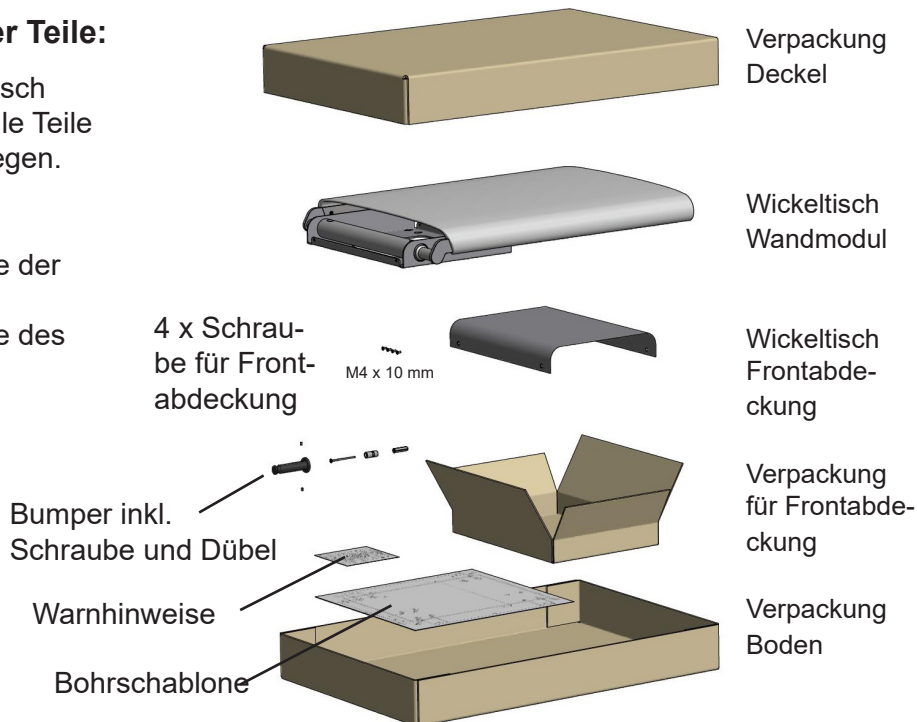 er Teile:
sch
le Teile
egen.
e der
e des
Verpackung
Deckel
Wickeltisch
Wandmodul
4 x Schrau-
be für Front-
abdeckung
M4 x 10 mm
Wickeltisch
Frontabde-
ckung
Bumper inkl.
Schraube und Dübel
Verpackung
für Frontabde-
ckung
Warnhinweise
Bohrschablone
Verpackung
Boden